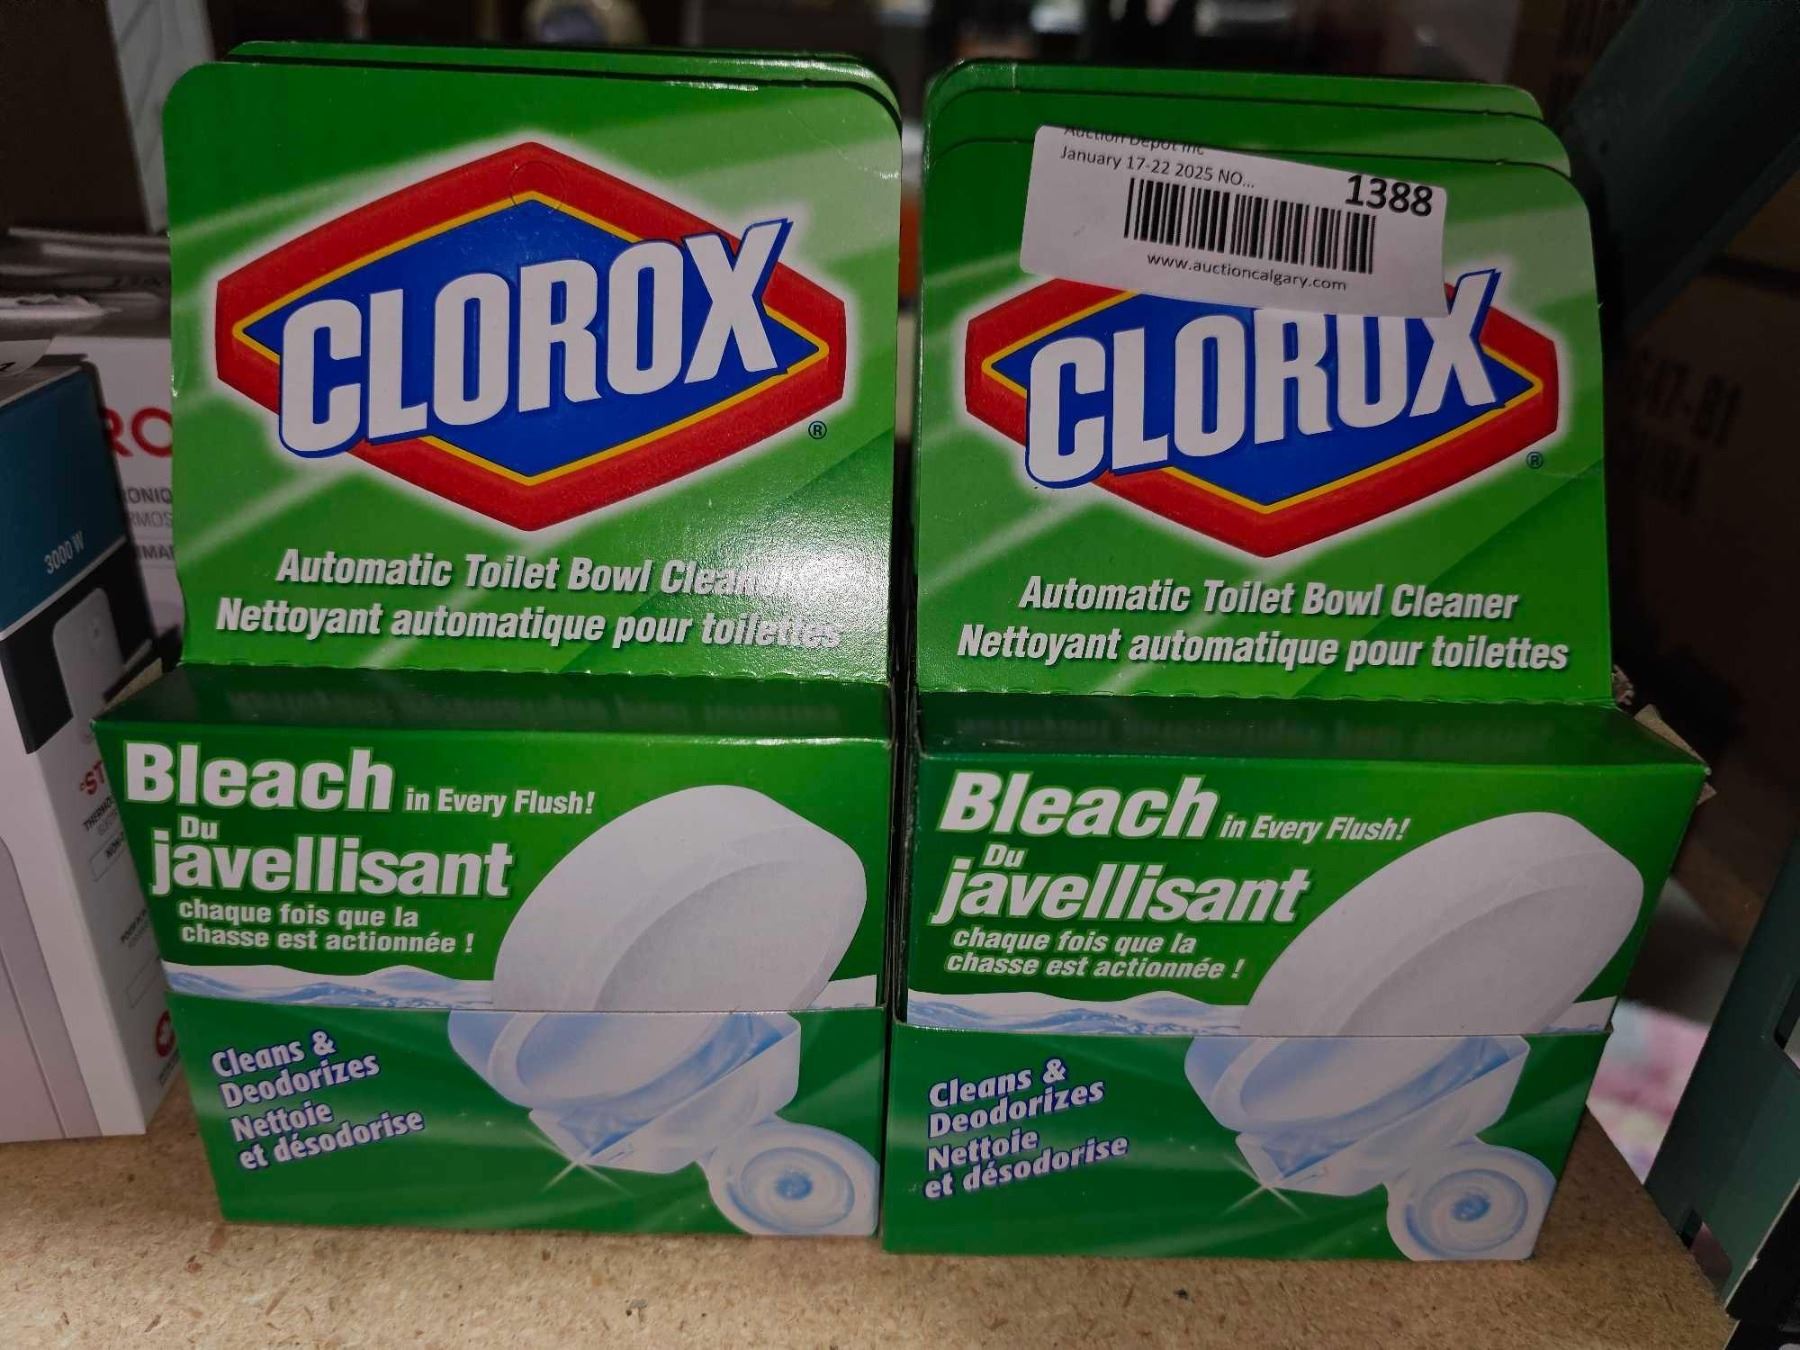 CLOROX
®
Automatic Toilet Bowl
Nettoyant automatique pour toilettes
Bleach in Every Flush!
Du
javellisant
chaque fois que la
chasse est actionnée !
Cleans &
Deodorizes
Nettoie
et désodorise
Auction Depot Inc
January 17-22 2025 NO...
1388
www.auctioncalgary.com
CLOROX
®
Automatic Toilet Bowl Cleaner
Nettoyant automatique pour toilettes
Bleach in Every Flush!
Du
javellisant
chaque fois que la
chasse est actionnée !
Cleans &
Deodorizes
Nettoie
et désodorise
3000 W